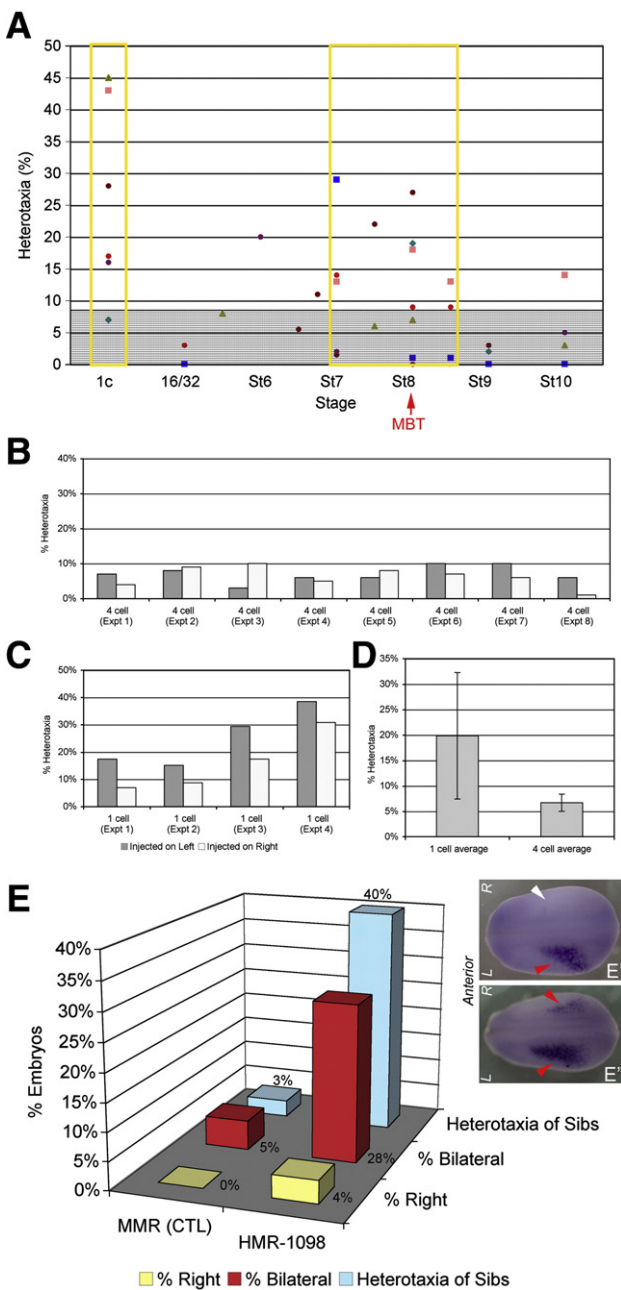 A
Heterotaxia (%)
50
45
40
35
30
25
20
15
10
5
0
1c 16/32 St6 St7 St8 St9 St10
Stage
MBT
B
% Heterotaxia
40%
30%
20%
10%
0%
4 cell 4 cell 4 cell 4 cell 4 cell 4 cell 4 cell 4 cell
(Expt 1) (Expt 2) (Expt 3) (Expt 4) (Expt 5) (Expt 6) (Expt 7) (Expt 8)
C
% Heterotaxia
50%
40%
30%
20%
10%
0%
1 cell 1 cell 1 cell 1 cell
(Expt 1) (Expt 2) (Expt 3) (Expt 4)
Injected on Left Injected on Right
D
% Heterotaxia
35%
30%
25%
20%
15%
10%
5%
0%
1 cell average 4 cell average
E
% Embryos
40%
35%
30%
25%
20%
15%
10%
5%
0%
40%
3%
5%
28%
0%
4%
Heterotaxia of Sibs
% Bilateral
% Right
MMR (CTL)
HMR-1098
% Right % Bilateral Heterotaxia of Sibs
Anterior
R
L
E'
R
L
E''